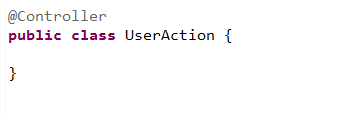 @Controller
public class UserAction {
}